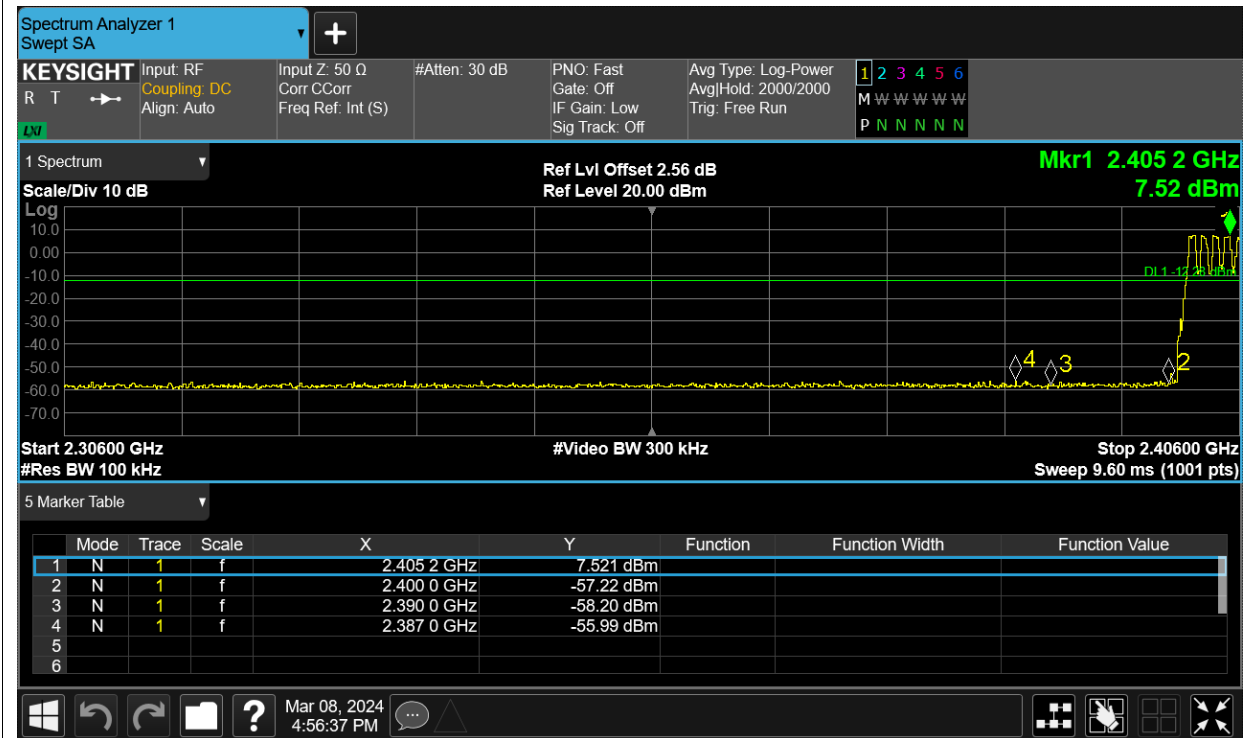 Spectrum Analyzer 1
Swept SA
KEYSIGHT Input: RF Input Z: 50 Ω #Atten: 30 dB PNO: Fast Avg Type: Log-Power 1 2 3 4 5 6
R T Coupling: DC Corr CCorr Gate: Off Avg|Hold: 2000/2000 M W W W W W
Align: Auto Freq Ref: Int (S) IF Gain: Low Trig: Free Run
LXI Sig Track: Off P N N N N N
1 Spectrum Ref Lvl Offset 2.56 dB Mkr1 2.405 2 GHz
Scale/Div 10 dB Ref Level 20.00 dBm 7.52 dBm
Log
10.0
0.00
-10.0 DL1 -12.28 dBm
-20.0
-30.0
-40.0
4 3 2
-50.0
-60.0
-70.0
Start 2.30600 GHz #Video BW 300 kHz Stop 2.40600 GHz
#Res BW 100 kHz Sweep 9.60 ms (1001 pts)
5 Marker Table
Mode Trace Scale X Y Function Function Width Function Value
1 N 1 f 2.405 2 GHz 7.521 dBm
2 N 1 f 2.400 0 GHz -57.22 dBm
3 N 1 f 2.390 0 GHz -58.20 dBm
4 N 1 f 2.387 0 GHz -55.99 dBm
5
6
? Mar 08, 2024
4:56:37 PM